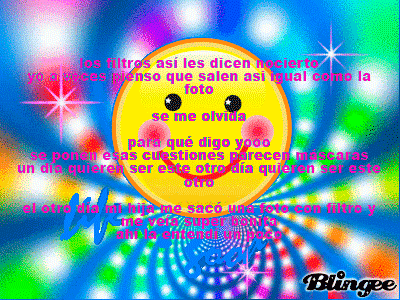 los filtros así les dicen nocierto
yo a veces pienso que salen así igual como la
foto
se me olvida
para qué digo yooo
se ponen esas cuestiones parecen máscaras
un día quieren ser este otro día quieren ser este
otro
el otro día mi hija me sacó una foto con filtro y
me veía super bonita
ahí la entendí un poco
Blingee